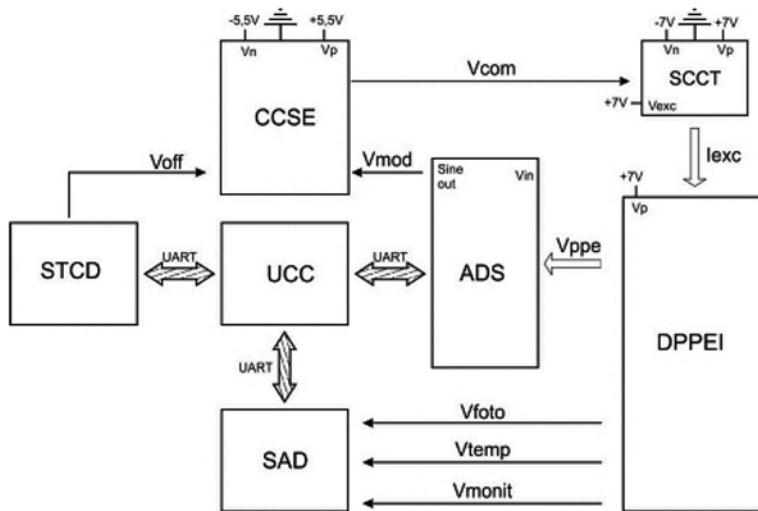 -5,5V +5,5V
Vn Vp
CCSE
Vcom
-7V +7V
Vn Vp
SCCT
+7V Vexc
Iexc
Voff
Vmod
Sine
out
Vin
ADS
+7V
Vp
DPPEI
Vppe
STCD
UART
UCC
UART
UART
SAD
Vfoto
Vtemp
Vmonit